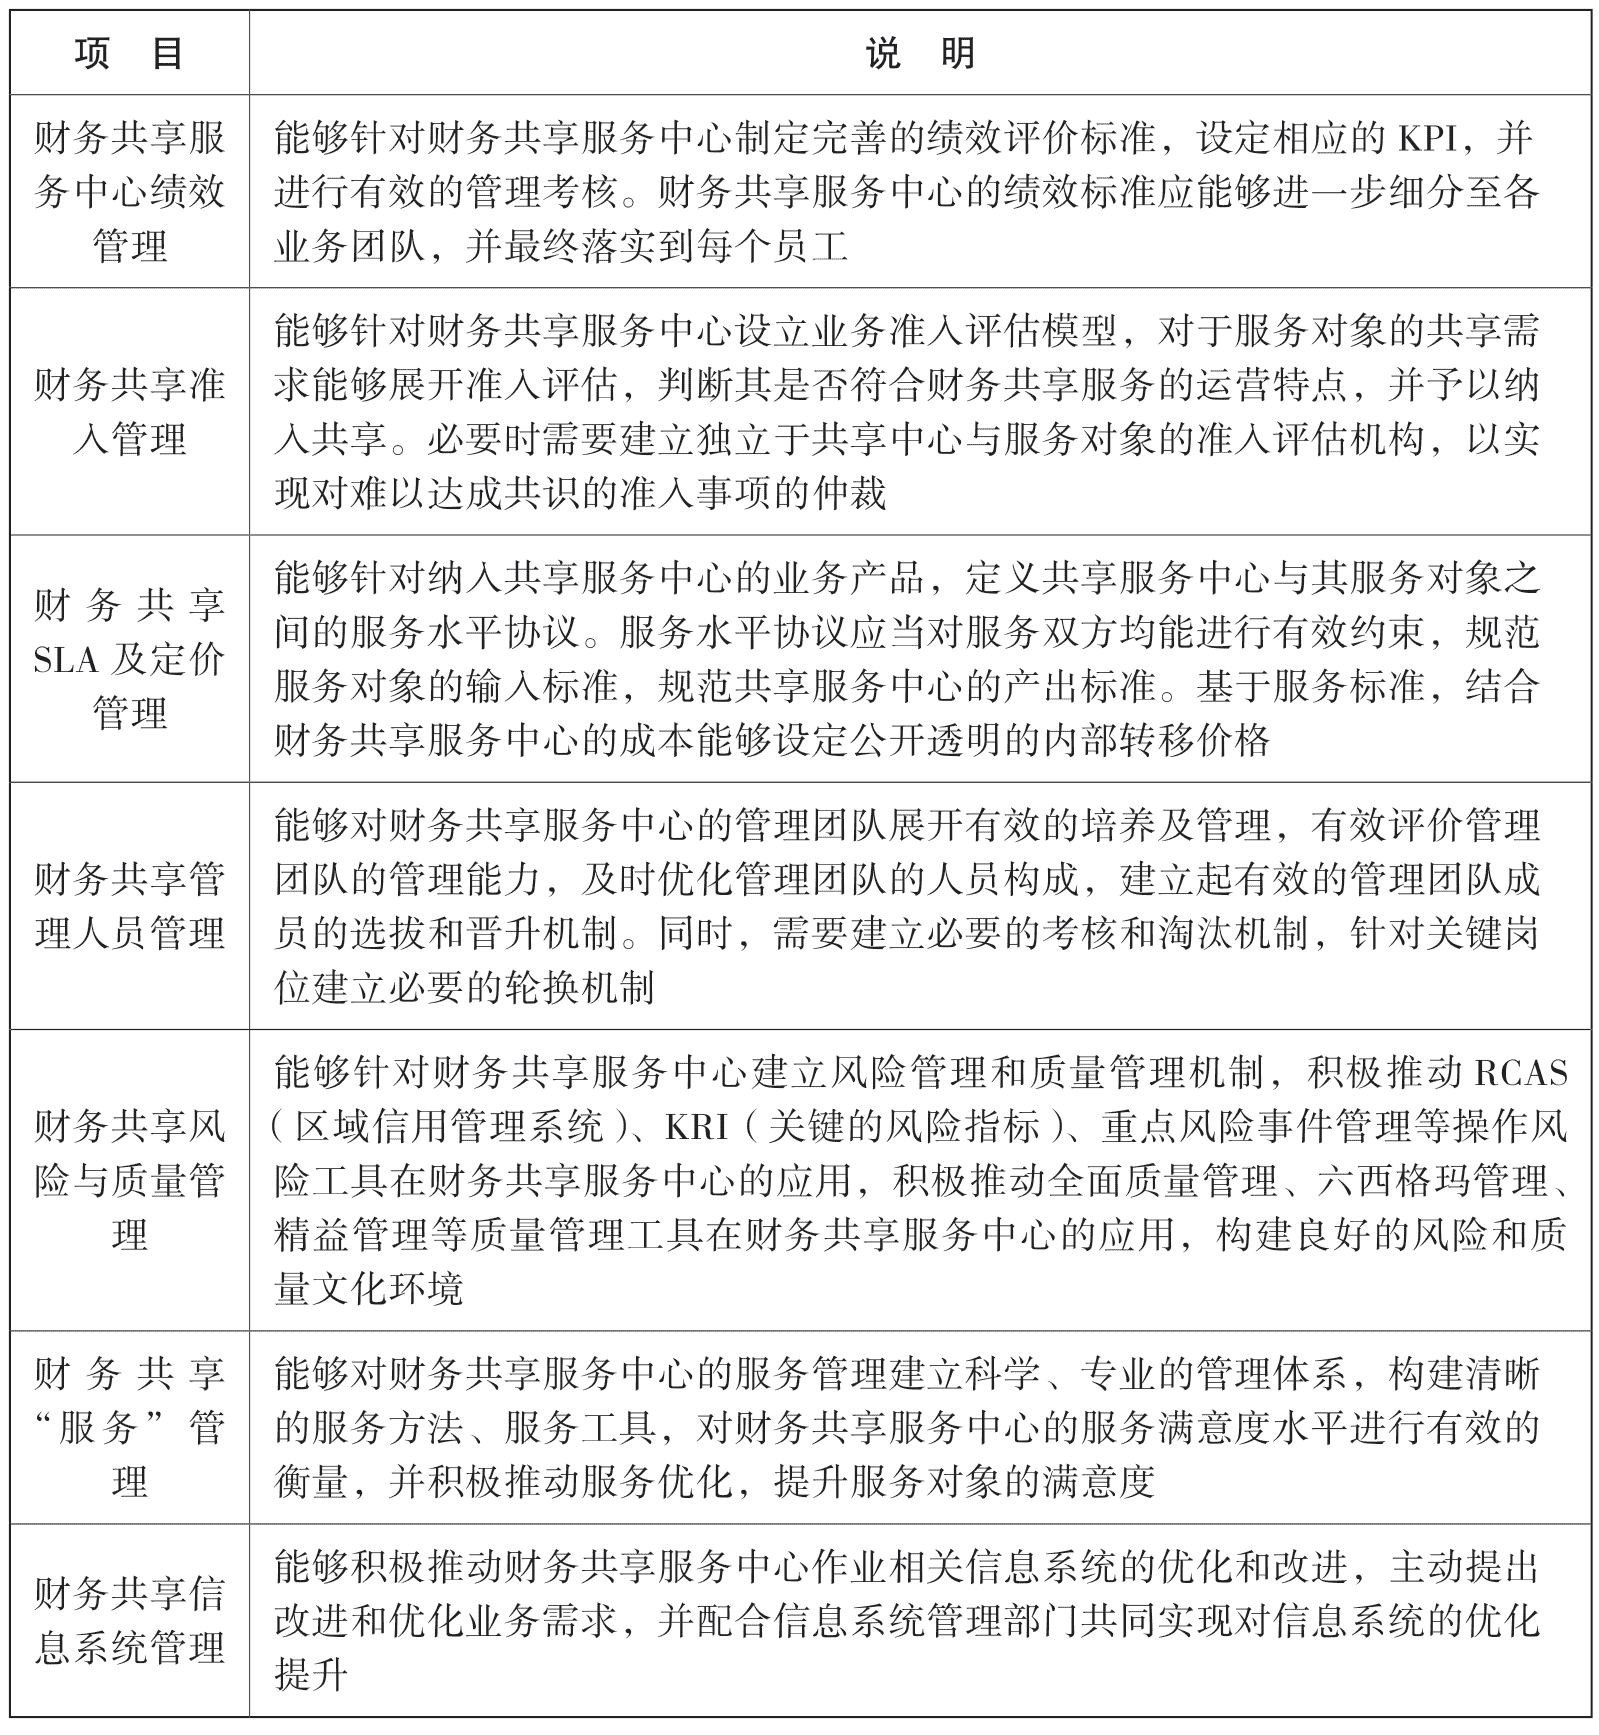 项 目
说 明
财务共享服
务中心绩效
管理
能够针对财务共享服务中心制定完善的绩效评价标准，设定相应的 KPI，并
进行有效的管理考核。财务共享服务中心的绩效标准应能够进一步细分至各
业务团队，并最终落实到每个员工
财务共享准
入管理
能够针对财务共享服务中心设立业务准入评估模型，对于服务对象的共享需
求能够展开准入评估，判断其是否符合财务共享服务的运营特点，并予以纳
入共享。必要时需要建立独立于共享中心与服务对象的准入评估机构，以实
现对难以达成共识的准入事项的仲裁
财务共享
SLA 及定价
管理
能够针对纳入共享服务中心的业务产品，定义共享服务中心与其服务对象之
间的服务水平协议。服务水平协议应当对服务双方均能进行有效约束，规范
服务对象的输入标准，规范共享服务中心的产出标准。基于服务标准，结合
财务共享服务中心的成本能够设定公开透明的内部转移价格
财务共享管
理人员管理
能够对财务共享服务中心的管理团队展开有效的培养及管理，有效评价管理
团队的管理能力，及时优化管理团队的人员构成，建立起有效的管理团队成
员的选拔和晋升机制。同时，需要建立必要的考核和淘汰机制，针对关键岗
位建立必要的轮换机制
财务共享风
险与质量管
理
能够针对财务共享服务中心建立风险管理和质量管理机制，积极推动 RCAS
（区域信用管理系统）、KRI（关键的风险指标）、重点风险事件管理等操作风
险工具在财务共享服务中心的应用，积极推动全面质量管理、六西格玛管理、
精益管理等质量管理工具在财务共享服务中心的应用，构建良好的风险和质
量文化环境
财务共享
“服务”管
理
能够对财务共享服务中心的服务管理建立科学、专业的管理体系，构建清晰
的服务方法、服务工具，对财务共享服务中心的服务满意度水平进行有效的
衡量，并积极推动服务优化，提升服务对象的满意度
财务共享信
息系统管理
能够积极推动财务共享服务中心作业相关信息系统的优化和改进，主动提出
改进和优化业务需求，并配合信息系统管理部门共同实现对信息系统的优化
提升